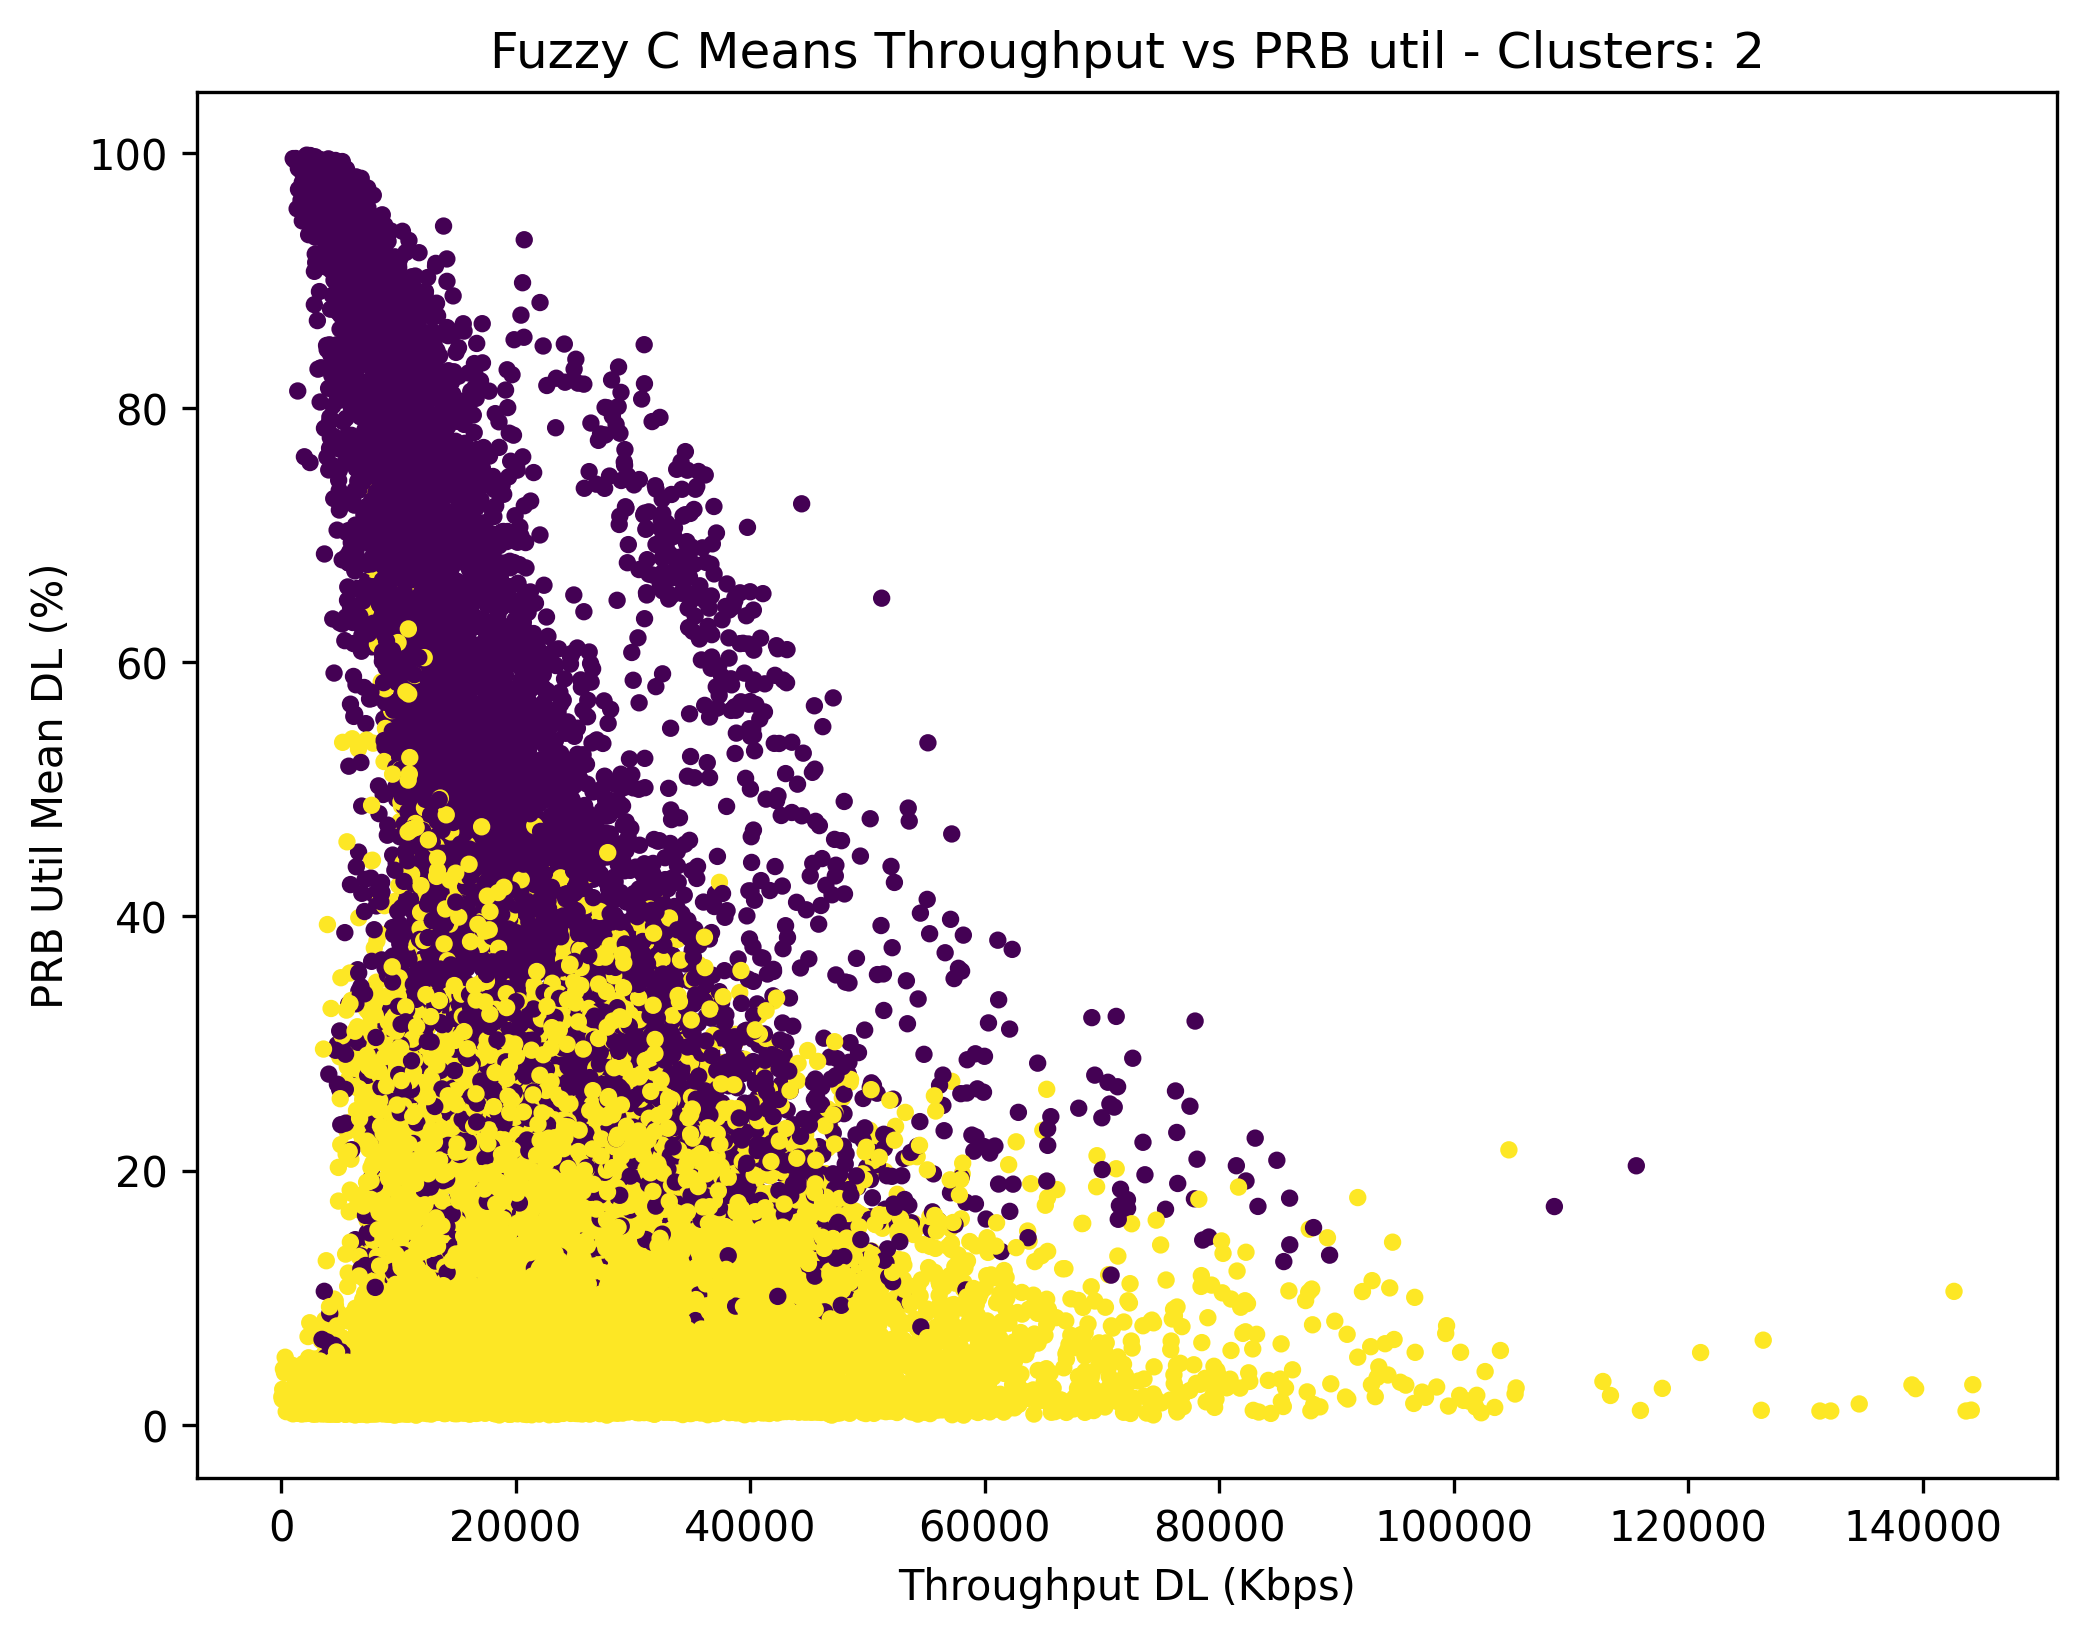 Fuzzy C Means Throughput vs PRB util - Clusters: 2
PRB Util Mean DL (%)
100
80
60
40
20
0
0 20000 40000 60000 80000 100000 120000 140000
Throughput DL (Kbps)